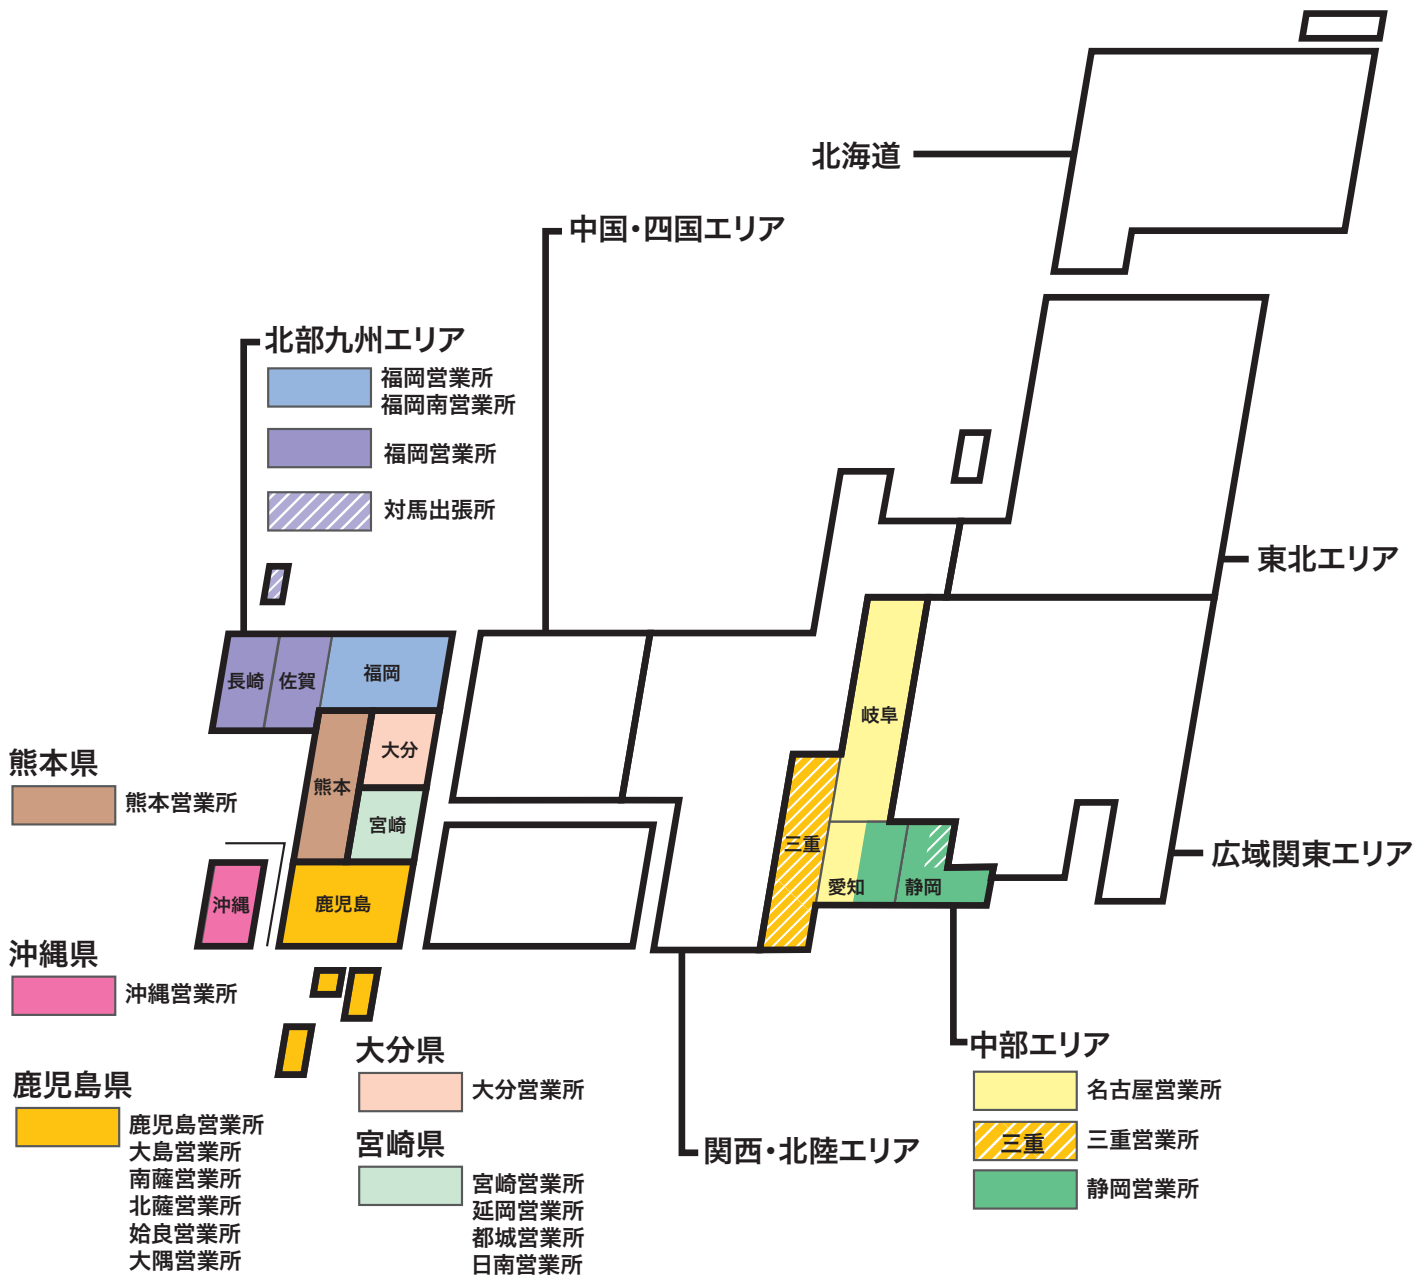 北海道
中国・四国エリア
北部九州エリア
福岡営業所
福岡南営業所
福岡営業所
対馬出張所
東北エリア
長崎
佐賀
福岡
大分
熊本
宮崎
鹿児島
沖縄
岐阜
三重
愛知
静岡
広域関東エリア
熊本県
熊本営業所
沖縄県
沖縄営業所
鹿児島県
鹿児島営業所
大島営業所
南薩営業所
北薩営業所
姶良営業所
大隅営業所
大分県
大分営業所
宮崎県
宮崎営業所
延岡営業所
都城営業所
日南営業所
関西・北陸エリア
中部エリア
名古屋営業所
三重
三重営業所
静岡営業所